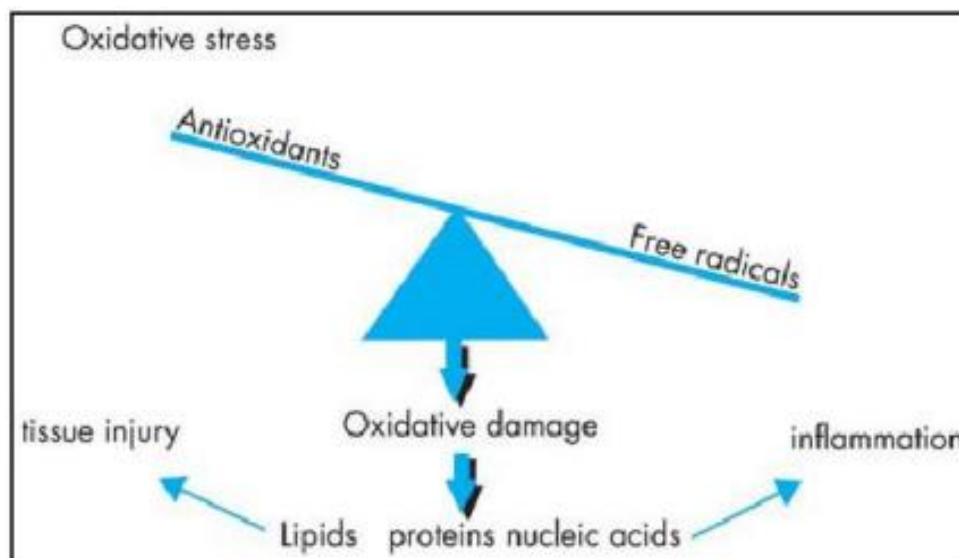 Oxidative stress
Antioxidants
Free radicals
tissue injury
Oxidative damage
inflammation
Lipids proteins nucleic acids